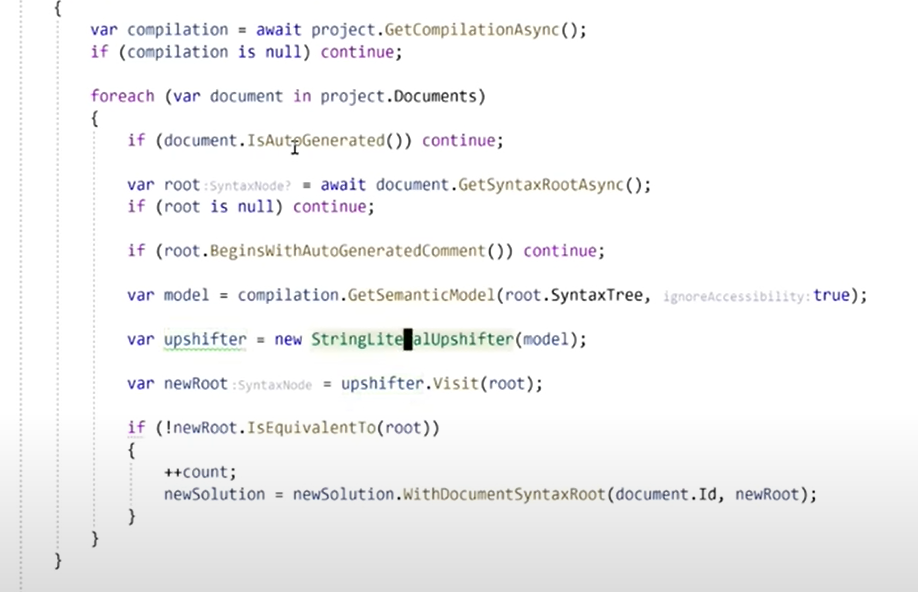 {
var compilation = await project.GetCompilationAsync();
if (compilation is null) continue;
foreach (var document in project.Documents)
{
if (document.IsAutoGenerated()) continue;
var root :SyntaxNode? = await document.GetSyntaxRootAsync();
if (root is null) continue;
if (root.BeginsWithAutoGeneratedComment()) continue;
var model = compilation.GetSemanticModel(root.SyntaxTree, ignoreAccessibility: true);
var upshifter = new StringLiteralUpshifter(model);
var newRoot :SyntaxNode = upshifter.Visit(root);
if (!newRoot.IsEquivalentTo(root))
{
++count;
newSolution = newSolution.WithDocumentSyntaxRoot(document.Id, newRoot);
}
}
}